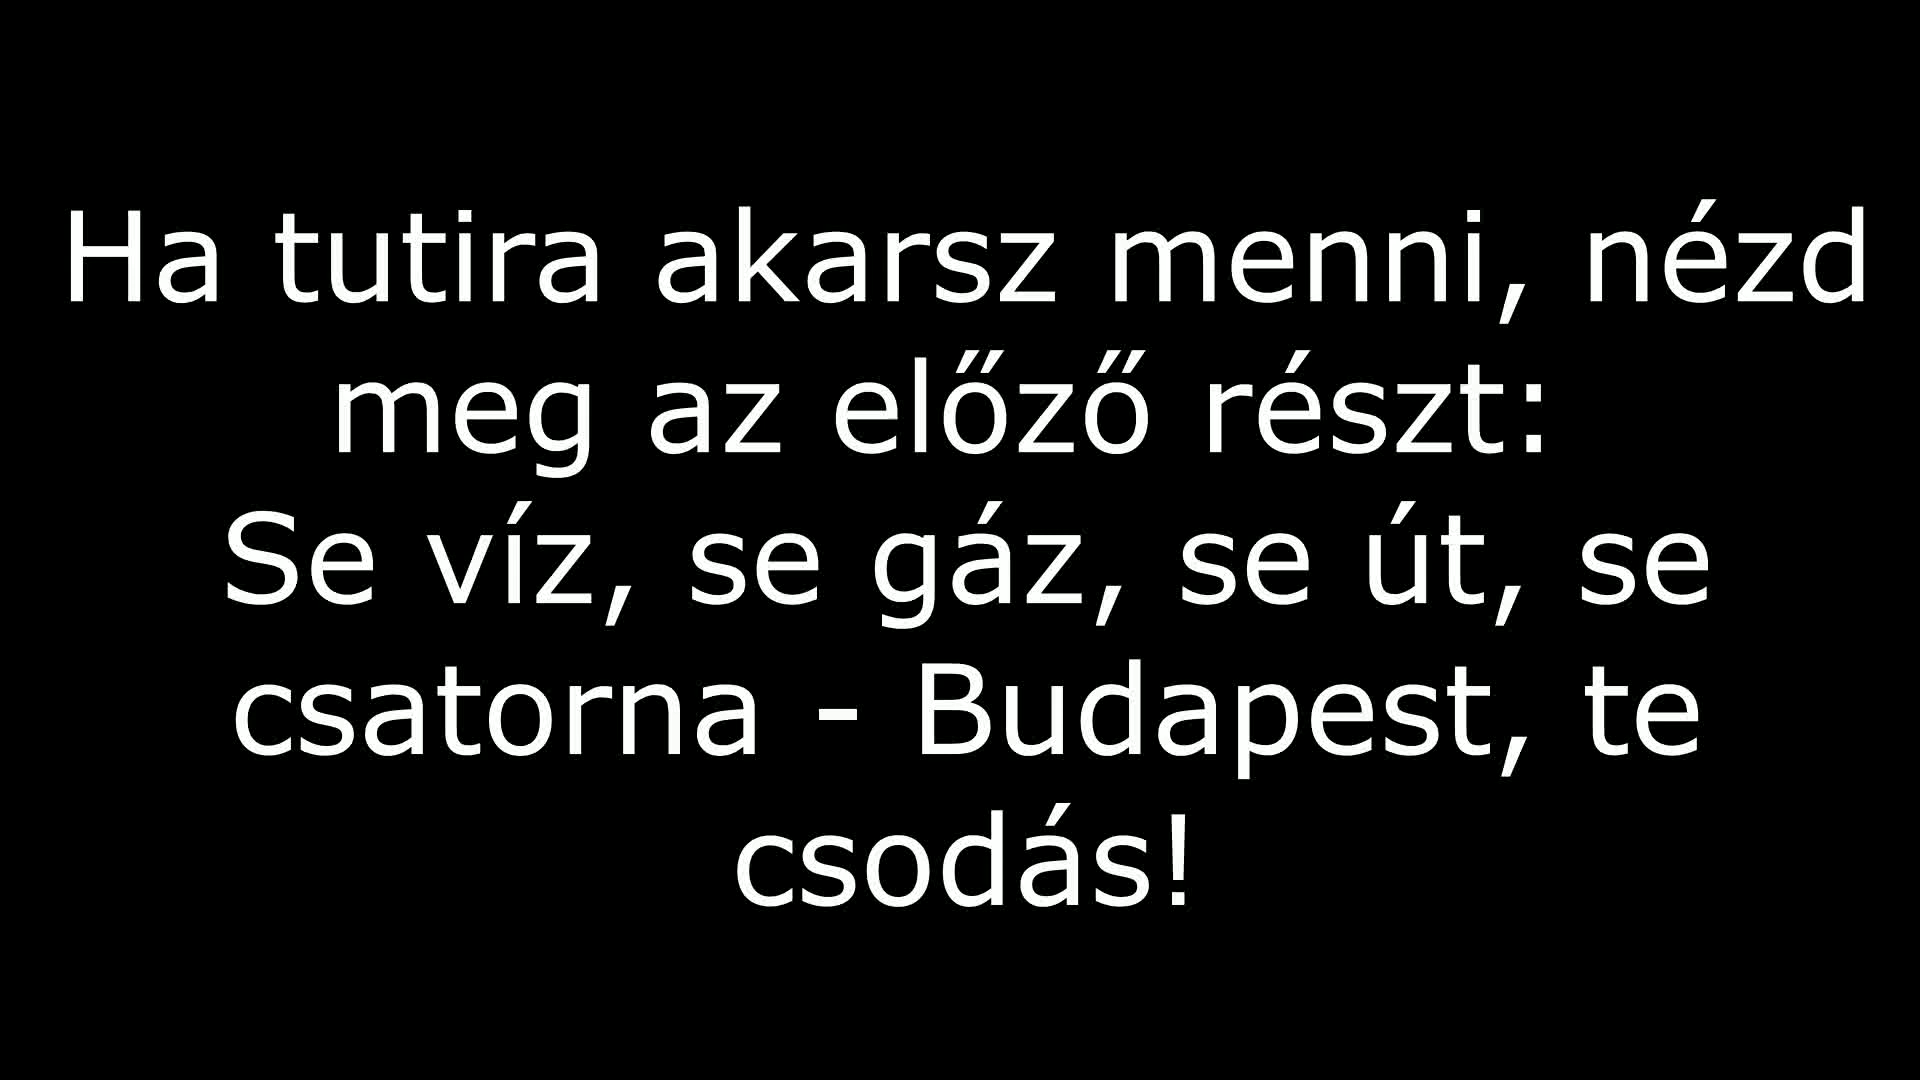 Ha tutira akarsz menni, nézd
meg az előző részt:
Se víz, se gáz, se út, se
csatorna - Budapest, te
csodás!